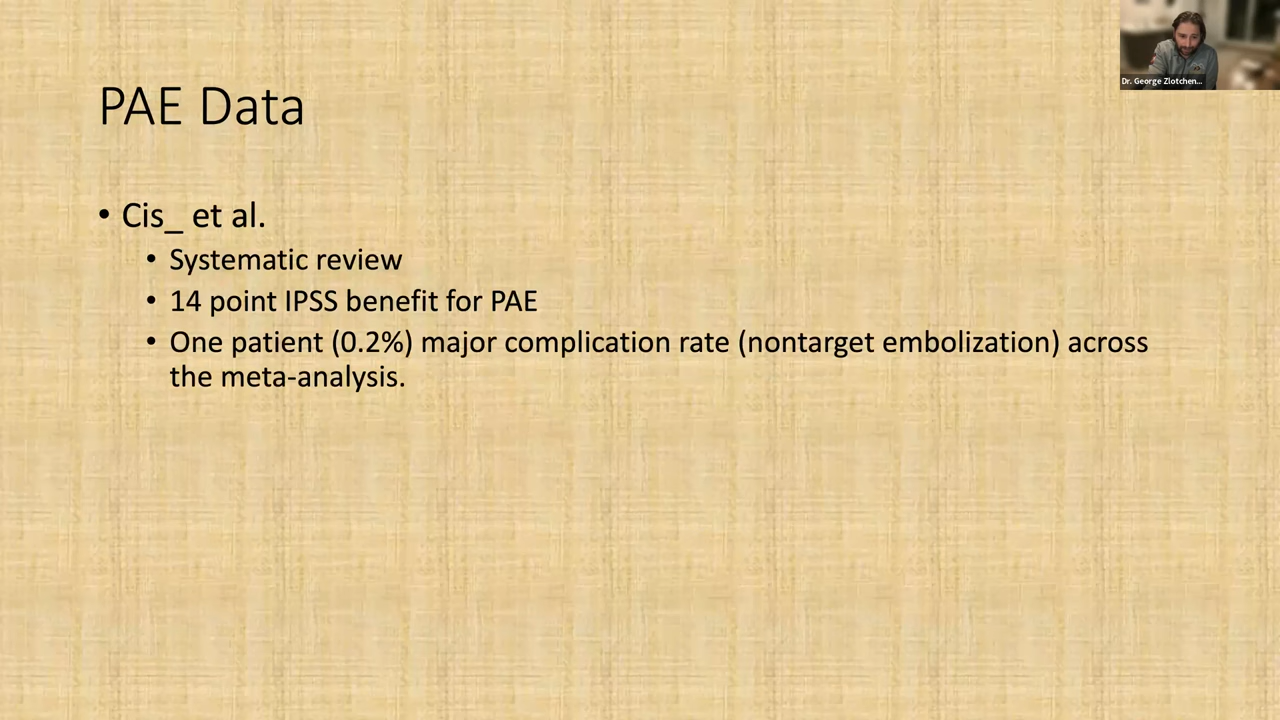 Dr. George Zlotchen...
PAE Data
• Cis_ et al.
• Systematic review
• 14 point IPSS benefit for PAE
• One patient (0.2%) major complication rate (nontarget embolization) across
the meta-analysis.